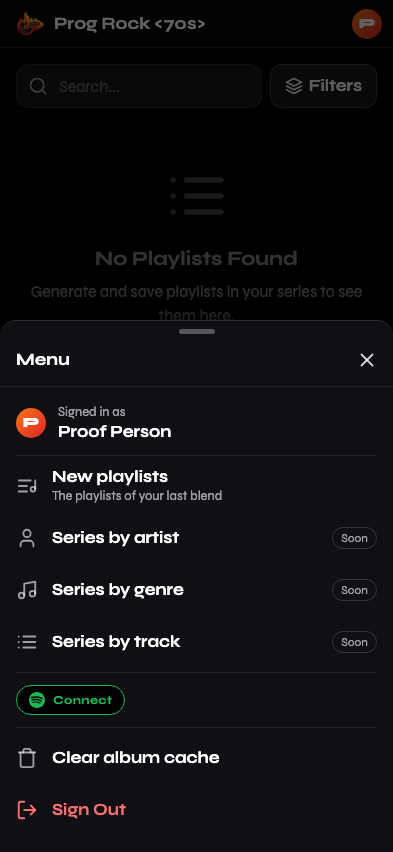 Prog Rock <70s>
P
Search...
Filters
No Playlists Found
Generate and save playlists in your series to see
them here.
Menu
Signed in as
P
Proof Person
New playlists
The playlists of your last blend
Series by artist
Soon
Series by genre
Soon
Series by track
Soon
Connect
Clear album cache
Sign Out